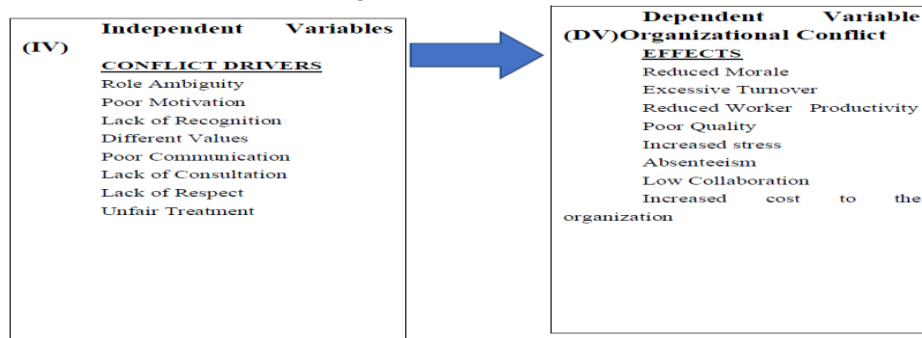 Independent Variables
(IV)
CONFLICT DRIVERS
Role Ambiguity
Poor Motivation
Lack of Recognition
Different Values
Poor Communication
Lack of Consultation
Lack of Respect
Unfair Treatment
Dependent Variable
(DV)Organizational Conflict
EFFECTS
Reduced Morale
Excessive Turnover
Reduced Worker Productivity
Poor Quality
Increased stress
Absenteeism
Low Collaboration
Increased cost to the
organization